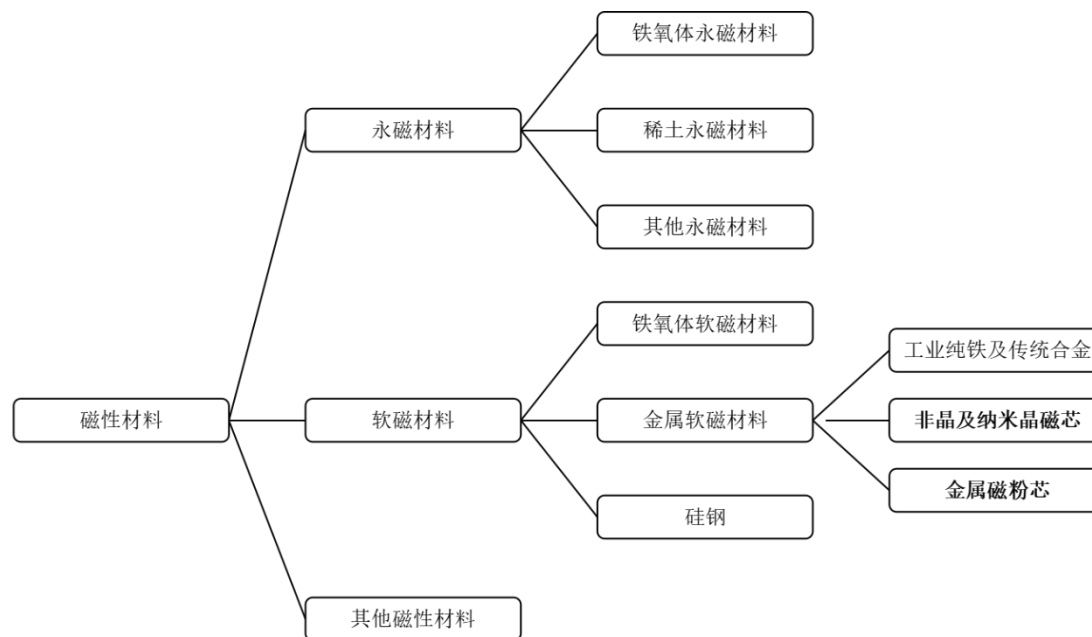 铁氧体永磁材料
永磁材料
稀土永磁材料
其他永磁材料
铁氧体软磁材料
工业纯铁及传统合金
磁性材料
软磁材料
金属软磁材料
非晶及纳米晶磁芯
金属磁粉芯
硅钢
其他磁性材料